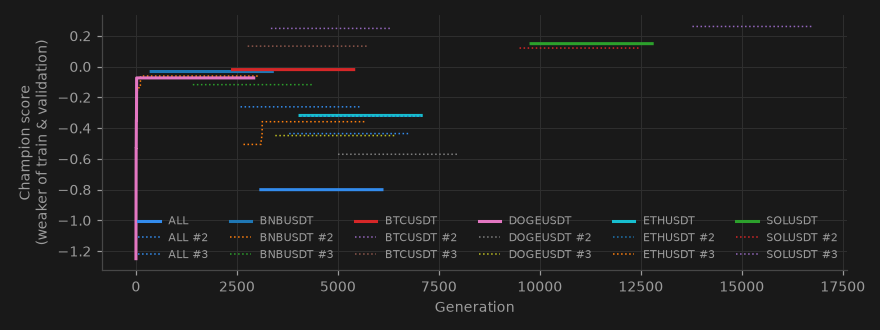 Champion score
(weaker of train & validation)
0.2
0.0
−0.2
−0.4
−0.6
−0.8
−1.0
−1.2
ALL BNBUSDT BTCUSDT DOGEUSDT ETHUSDT SOLUSDT
ALL #2 BNBUSDT #2 BTCUSDT #2 DOGEUSDT #2 ETHUSDT #2 SOLUSDT #2
ALL #3 BNBUSDT #3 BTCUSDT #3 DOGEUSDT #3 ETHUSDT #3 SOLUSDT #3
0 2500 5000 7500 10000 12500 15000 17500
Generation